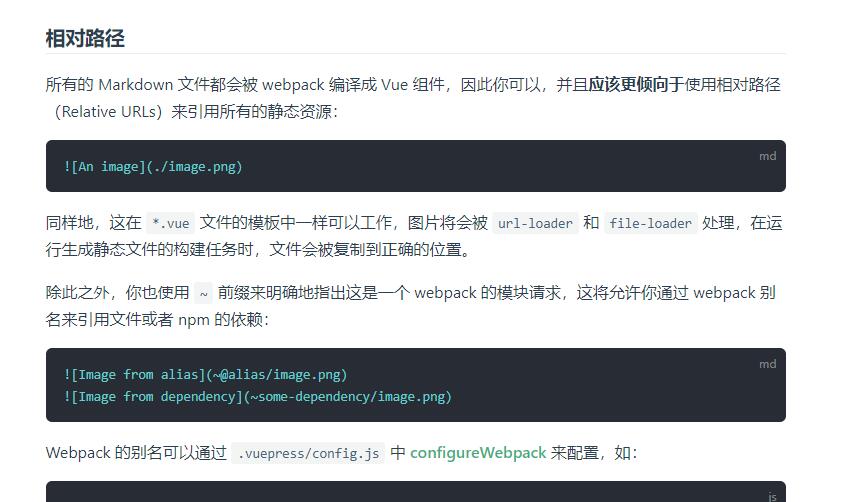 相对路径
所有的 Markdown 文件都会被 webpack 编译成 Vue 组件，因此你可以，并且应该更倾向于使用相对路径
（Relative URLs）来引用所有的静态资源：
md
![An image](./image.png)
同样地，这在 *.vue 文件的模板中一样可以工作，图片将会被 url-loader 和 file-loader 处理，在运
行生成静态文件的构建任务时，文件会被复制到正确的位置。
除此之外，你也使用 ~ 前缀来明确地指出这是一个 webpack 的模块请求，这将允许你通过 webpack 别
名来引用文件或者 npm 的依赖：
md
![Image from alias](~@alias/image.png)
![Image from dependency](~some-dependency/image.png)
Webpack 的别名可以通过 .vuepress/config.js 中 configureWebpack 来配置，如：
js